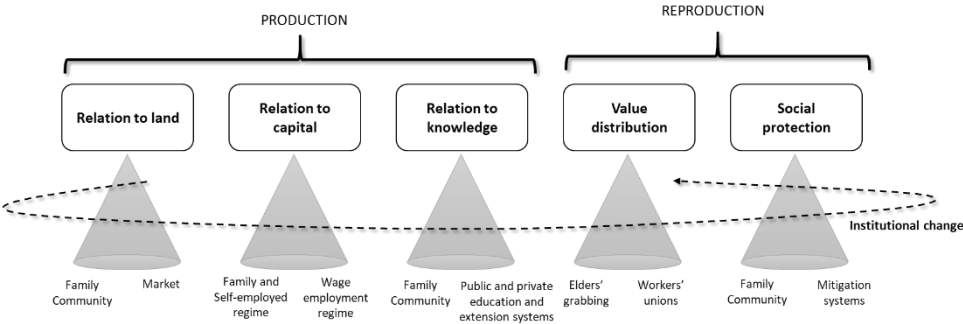 PRODUCTION
REPRODUCTION
Relation to land
Relation to
capital
Relation to
knowledge
Value
distribution
Social
protection
Institutional change
Family
Community
Market
Family and
Self-employed
regime
Wage
employment
regime
Family
Community
Public and private
education and
extension systems
Elders'
grabbing
Workers'
unions
Family
Community
Mitigation
systems